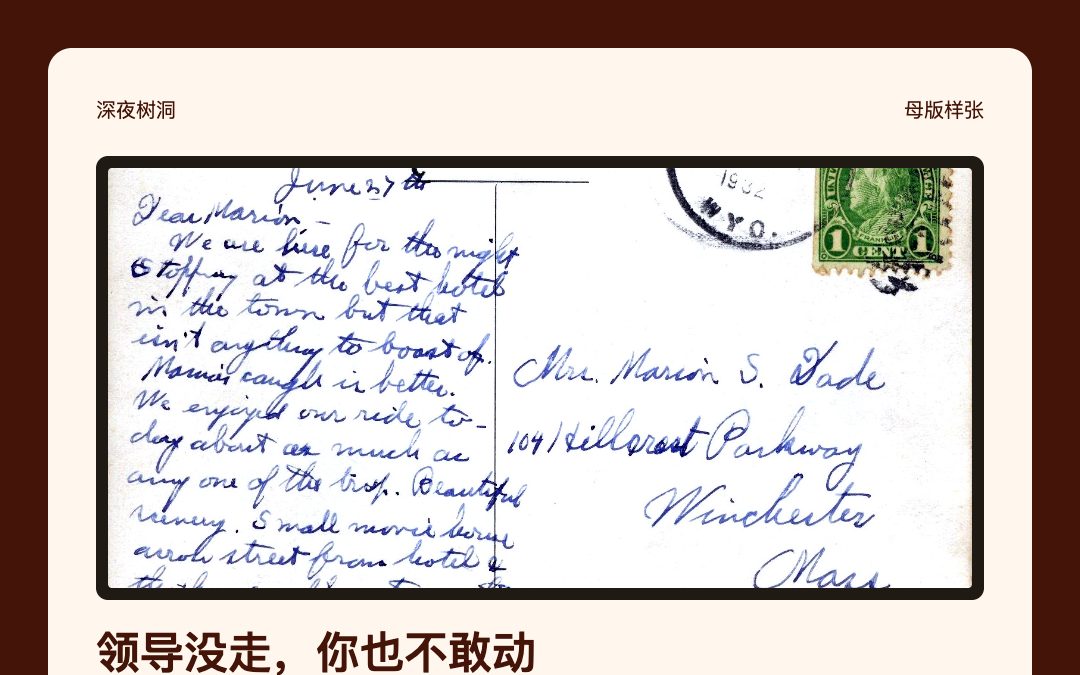 深夜树洞
母版样张
June 27th
Dear Marion –
We are here for the night
Stopping at the best hotel
in the town but that
isn't anything to boast of.
Mama's cough is better.
We enjoyed our ride to-
day about as much as
any one of the trip. Beautiful
scenery. Small movie house
across street from hotel &
1932
WYO.
1 CENT 1
Mrs. Marion S. Dade
104 Hillcrest Parkway
Winchester
Mass
领导没走，你也不敢动